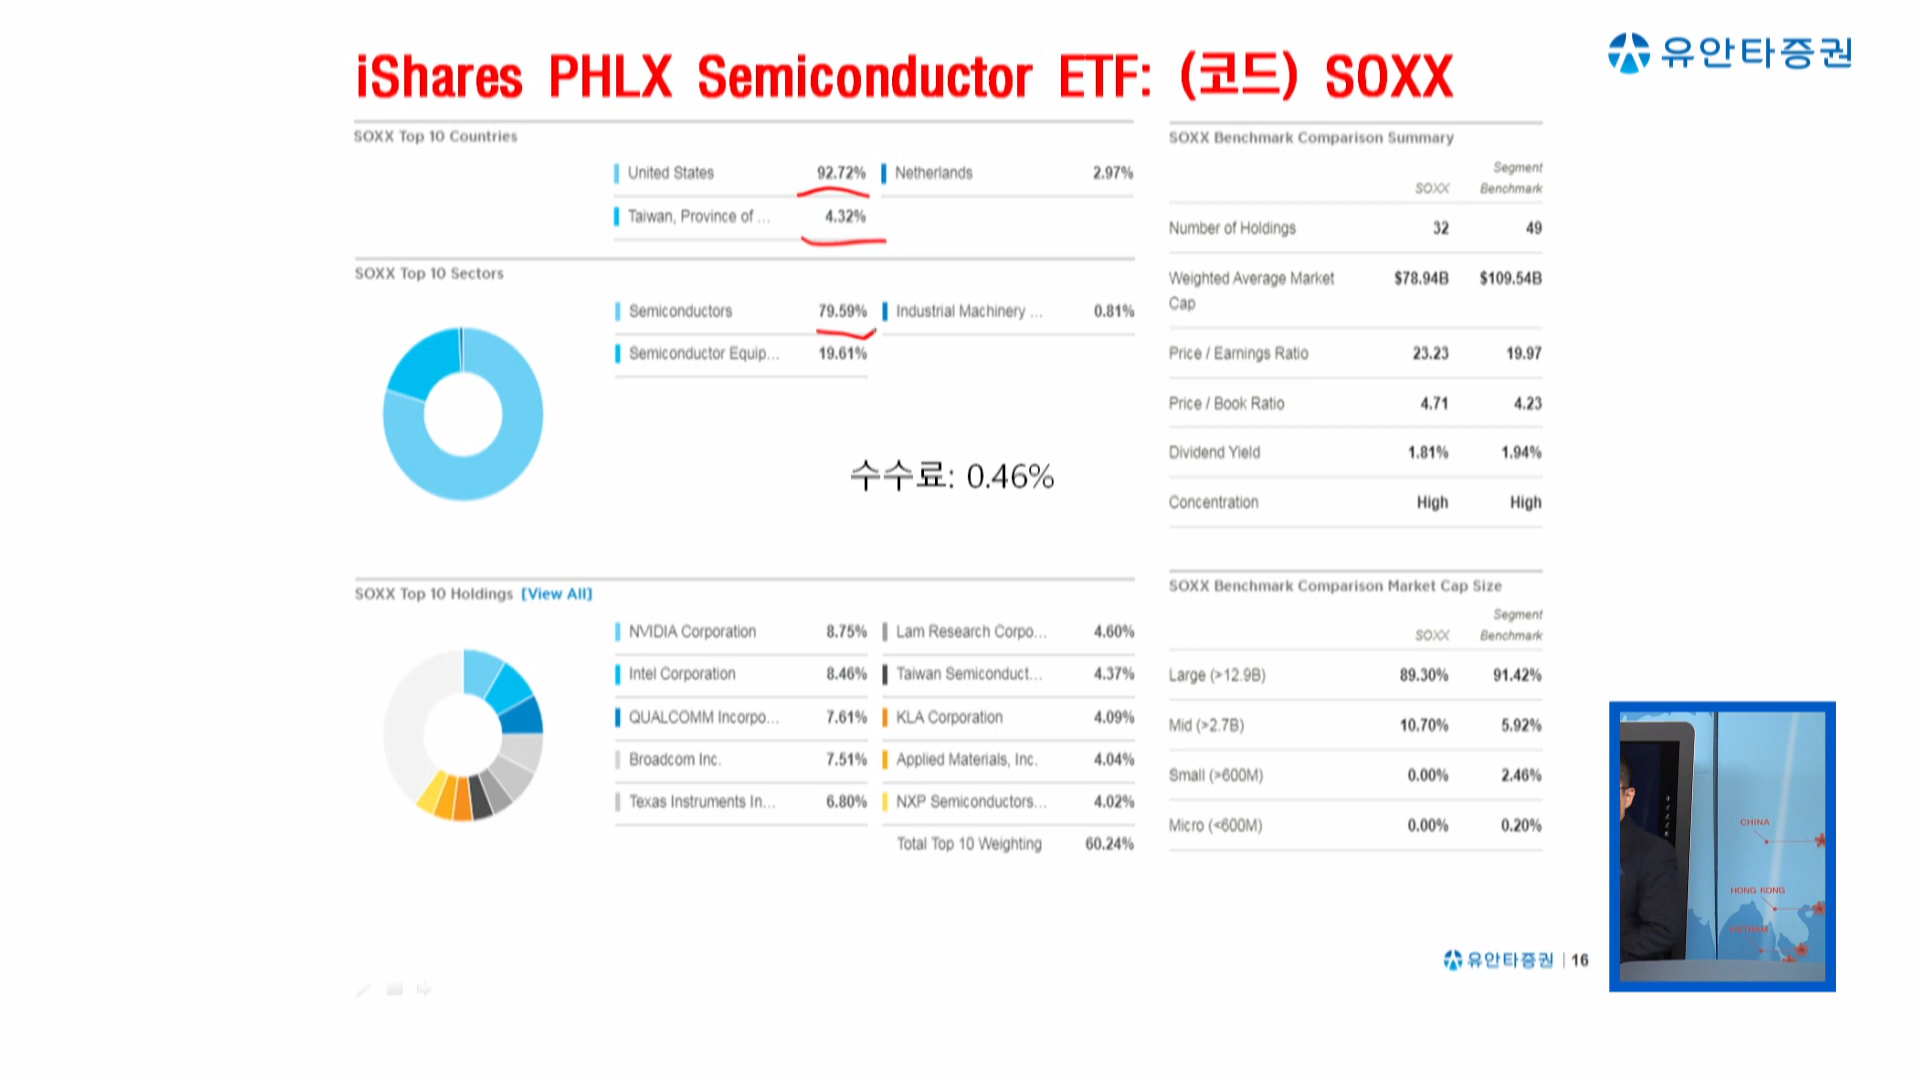 iShares PHLX Semiconductor ETF: (코드) SOXX
유안타증권
SOXX Top 10 Countries
United States 92.72% Netherlands 2.97%
Taiwan, Province of ... 4.32%
SOXX Top 10 Sectors
Semiconductors 79.59% Industrial Machinery ... 0.81%
Semiconductor Equip... 19.61%
수수료: 0.46%
SOXX Top 10 Holdings [View All]
NVIDIA Corporation 8.75% Lam Research Corpo... 4.60%
Intel Corporation 8.46% Taiwan Semiconduct... 4.37%
QUALCOMM Incorpo... 7.61% KLA Corporation 4.09%
Broadcom Inc. 7.51% Applied Materials, Inc. 4.04%
Texas Instruments In... 6.80% NXP Semiconductors... 4.02%
Total Top 10 Weighting 60.24%
SOXX Benchmark Comparison Summary
Segment
SOXX Benchmark
Number of Holdings 32 49
Weighted Average Market $78.94B $109.54B
Cap
Price / Earnings Ratio 23.23 19.97
Price / Book Ratio 4.71 4.23
Dividend Yield 1.81% 1.94%
Concentration High High
SOXX Benchmark Comparison Market Cap Size
Segment
SOXX Benchmark
Large (>12.9B) 89.30% 91.42%
Mid (>2.7B) 10.70% 5.92%
Small (>600M) 0.00% 2.46%
Micro (<600M) 0.00% 0.20%
CHINA
HONG KONG
VIETNAM
유안타증권 | 16